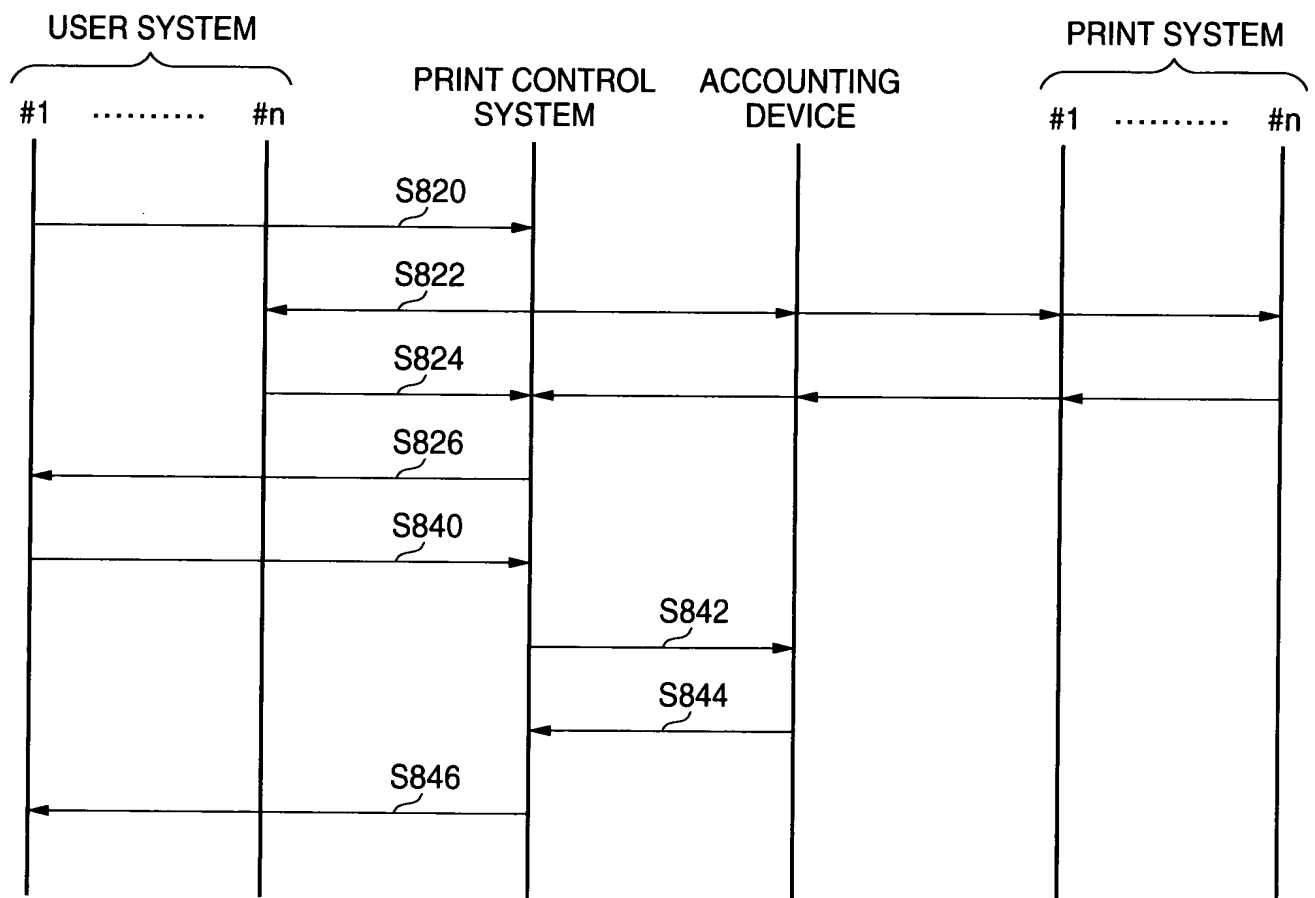 USER SYSTEM
PRINT SYSTEM
PRINT CONTROL
SYSTEM
ACCOUNTING
DEVICE
#1 .......... #n
#1 .......... #n
S820
S822
S824
S826
S840
S842
S844
S846